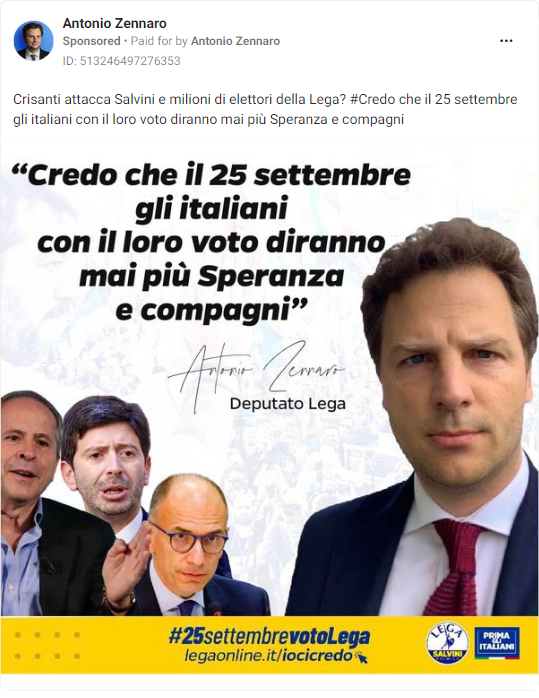 Antonio Zennaro
Sponsored • Paid for by Antonio Zennaro
ID: 513246497276353
Crisanti attacca Salvini e milioni di elettori della Lega? #Credo che il 25 settembre
gli italiani con il loro voto diranno mai più Speranza e compagni
“Credo che il 25 settembre
gli italiani
con il loro voto diranno
mai più Speranza
e compagni”
Antonio Zennaro
Deputato Lega
#25settembrevotoLega
legaonline.it/iocicredo
LEGA
SALVINI
PREMIER
PRIMA
GLI
ITALIANI